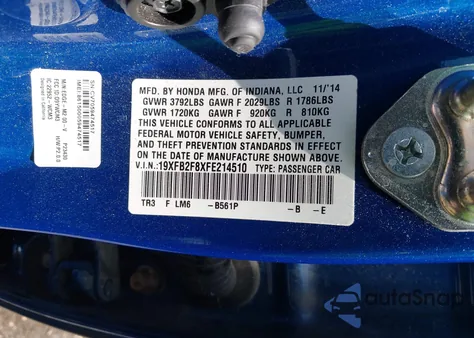 MFD. BY HONDA MFG. OF INDIANA, LLC 11/'14
GVWR 3792LBS GAWR F 2029LBS R 1786LBS
GVWR 1720KG GAWR F 920KG R 810KG
THIS VEHICLE CONFORMS TO ALL APPLICABLE
FEDERAL MOTOR VEHICLE SAFETY, BUMPER,
AND THEFT PREVENTION STANDARDS IN EFFECT
ON THE DATE OF MANUFACTURE SHOWN ABOVE.
V.I.N.:19XFB2F8XFE214510 TYPE: PASSENGER CAR
TR3 F LM6 -B561P -B -E
autoSnap